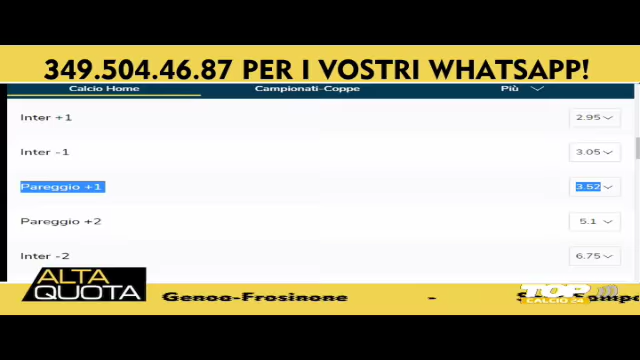 349.504.46.87 PER I VOSTRI WHATSAPP!
Calcio Home Campionati-Coppe Più
Inter +1 2.95
Inter -1 3.05
Pareggio +1 3.52
Pareggio +2 5.1
Inter -2 6.75
ALTA
QUOTA
Genoa-Frosinone -
TOP
CALCIO 24